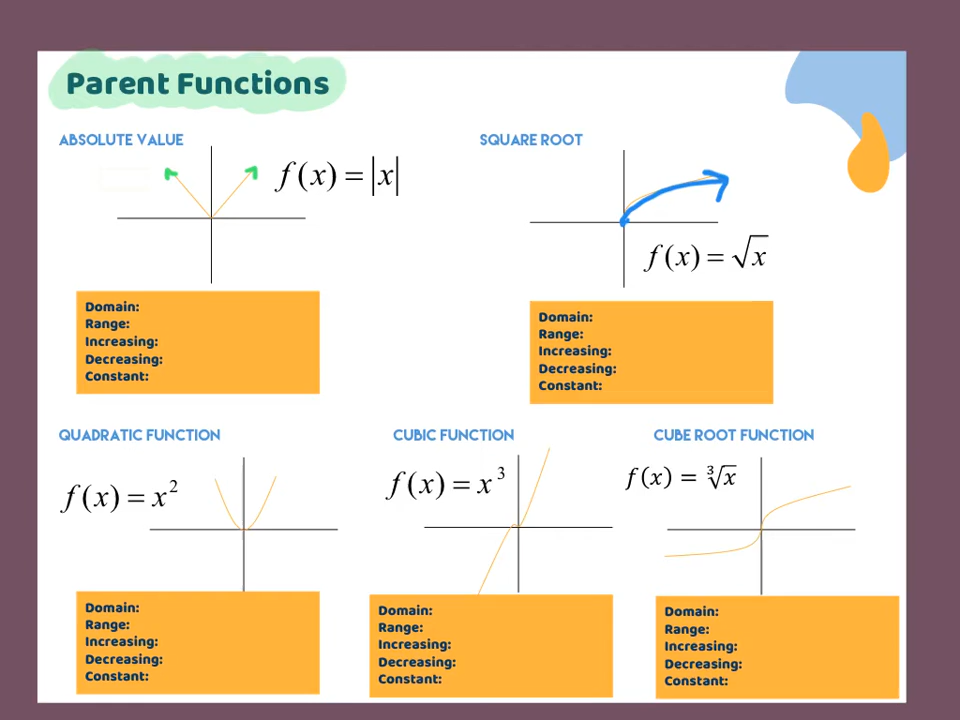 Parent Functions
ABSOLUTE VALUE
f(x) = |x|
Domain:
Range:
Increasing:
Decreasing:
Constant:
SQUARE ROOT
f(x) = √x
Domain:
Range:
Increasing:
Decreasing:
Constant:
QUADRATIC FUNCTION
f(x) = x²
Domain:
Range:
Increasing:
Decreasing:
Constant:
CUBIC FUNCTION
f(x) = x³
Domain:
Range:
Increasing:
Decreasing:
Constant:
CUBE ROOT FUNCTION
f(x) = ∛x
Domain:
Range:
Increasing:
Decreasing:
Constant: